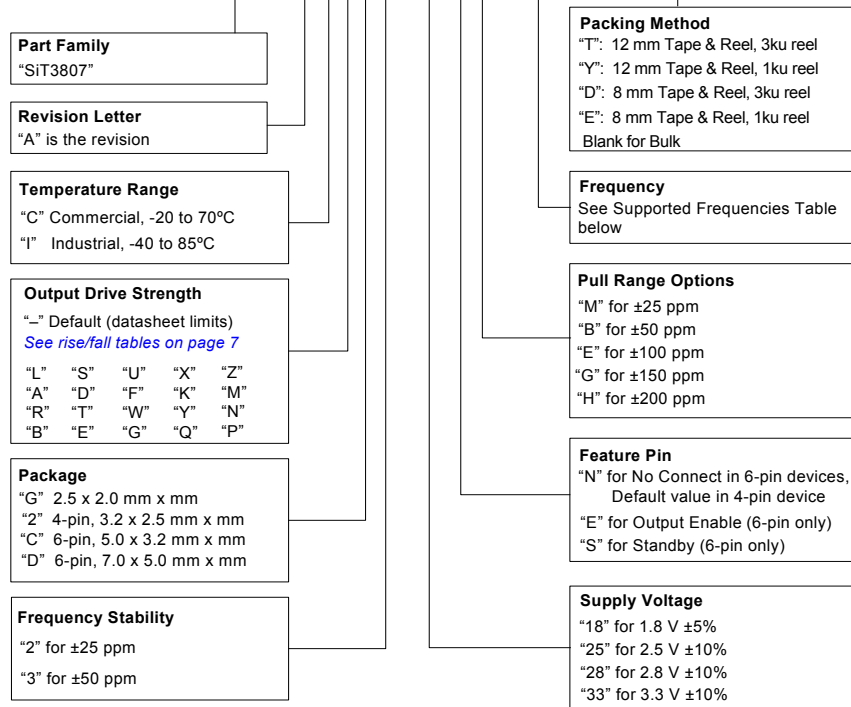 Part Family
“SiT3807”
Revision Letter
“A” is the revision
Temperature Range
“C” Commercial, -20 to 70ºC
“I” Industrial, -40 to 85ºC
Output Drive Strength
“–” Default (datasheet limits)
See rise/fall tables on page 7
“L” “S” “U” “X” “Z”
“A” “D” “F” “K” “M”
“R” “T” “W” “Y” “N”
“B” “E” “G” “Q” “P”
Package
“G” 2.5 x 2.0 mm x mm
“2” 4-pin, 3.2 x 2.5 mm x mm
“C” 6-pin, 5.0 x 3.2 mm x mm
“D” 6-pin, 7.0 x 5.0 mm x mm
Frequency Stability
“2” for ±25 ppm
“3” for ±50 ppm
Packing Method
“T”: 12 mm Tape & Reel, 3ku reel
“Y”: 12 mm Tape & Reel, 1ku reel
“D”: 8 mm Tape & Reel, 3ku reel
“E”: 8 mm Tape & Reel, 1ku reel
Blank for Bulk
Frequency
See Supported Frequencies Table
below
Pull Range Options
“M” for ±25 ppm
“B” for ±50 ppm
“E” for ±100 ppm
“G” for ±150 ppm
“H” for ±200 ppm
Feature Pin
“N” for No Connect in 6-pin devices,
Default value in 4-pin device
“E” for Output Enable (6-pin only)
“S” for Standby (6-pin only)
Supply Voltage
“18” for 1.8 V ±5%
“25” for 2.5 V ±10%
“28” for 2.8 V ±10%
“33” for 3.3 V ±10%